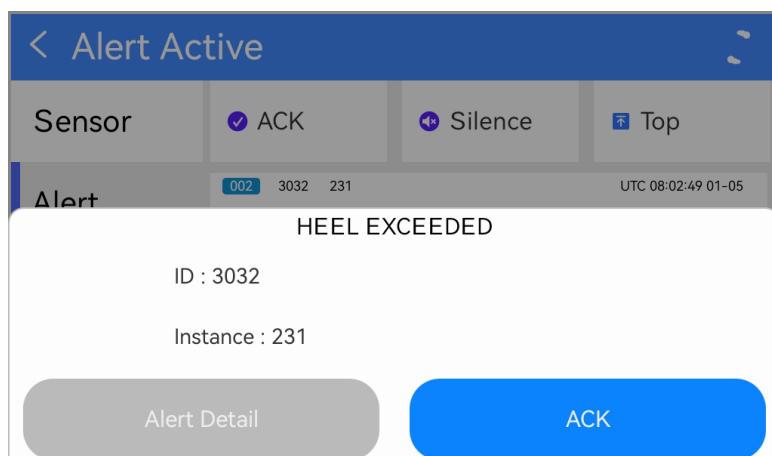 Alert Active
Sensor
ACK
Silence
Top
Alert
002 3032 231 UTC 08:02:49 01-05
HEEL EXCEEDED
ID : 3032
Instance : 231
Alert Detail
ACK